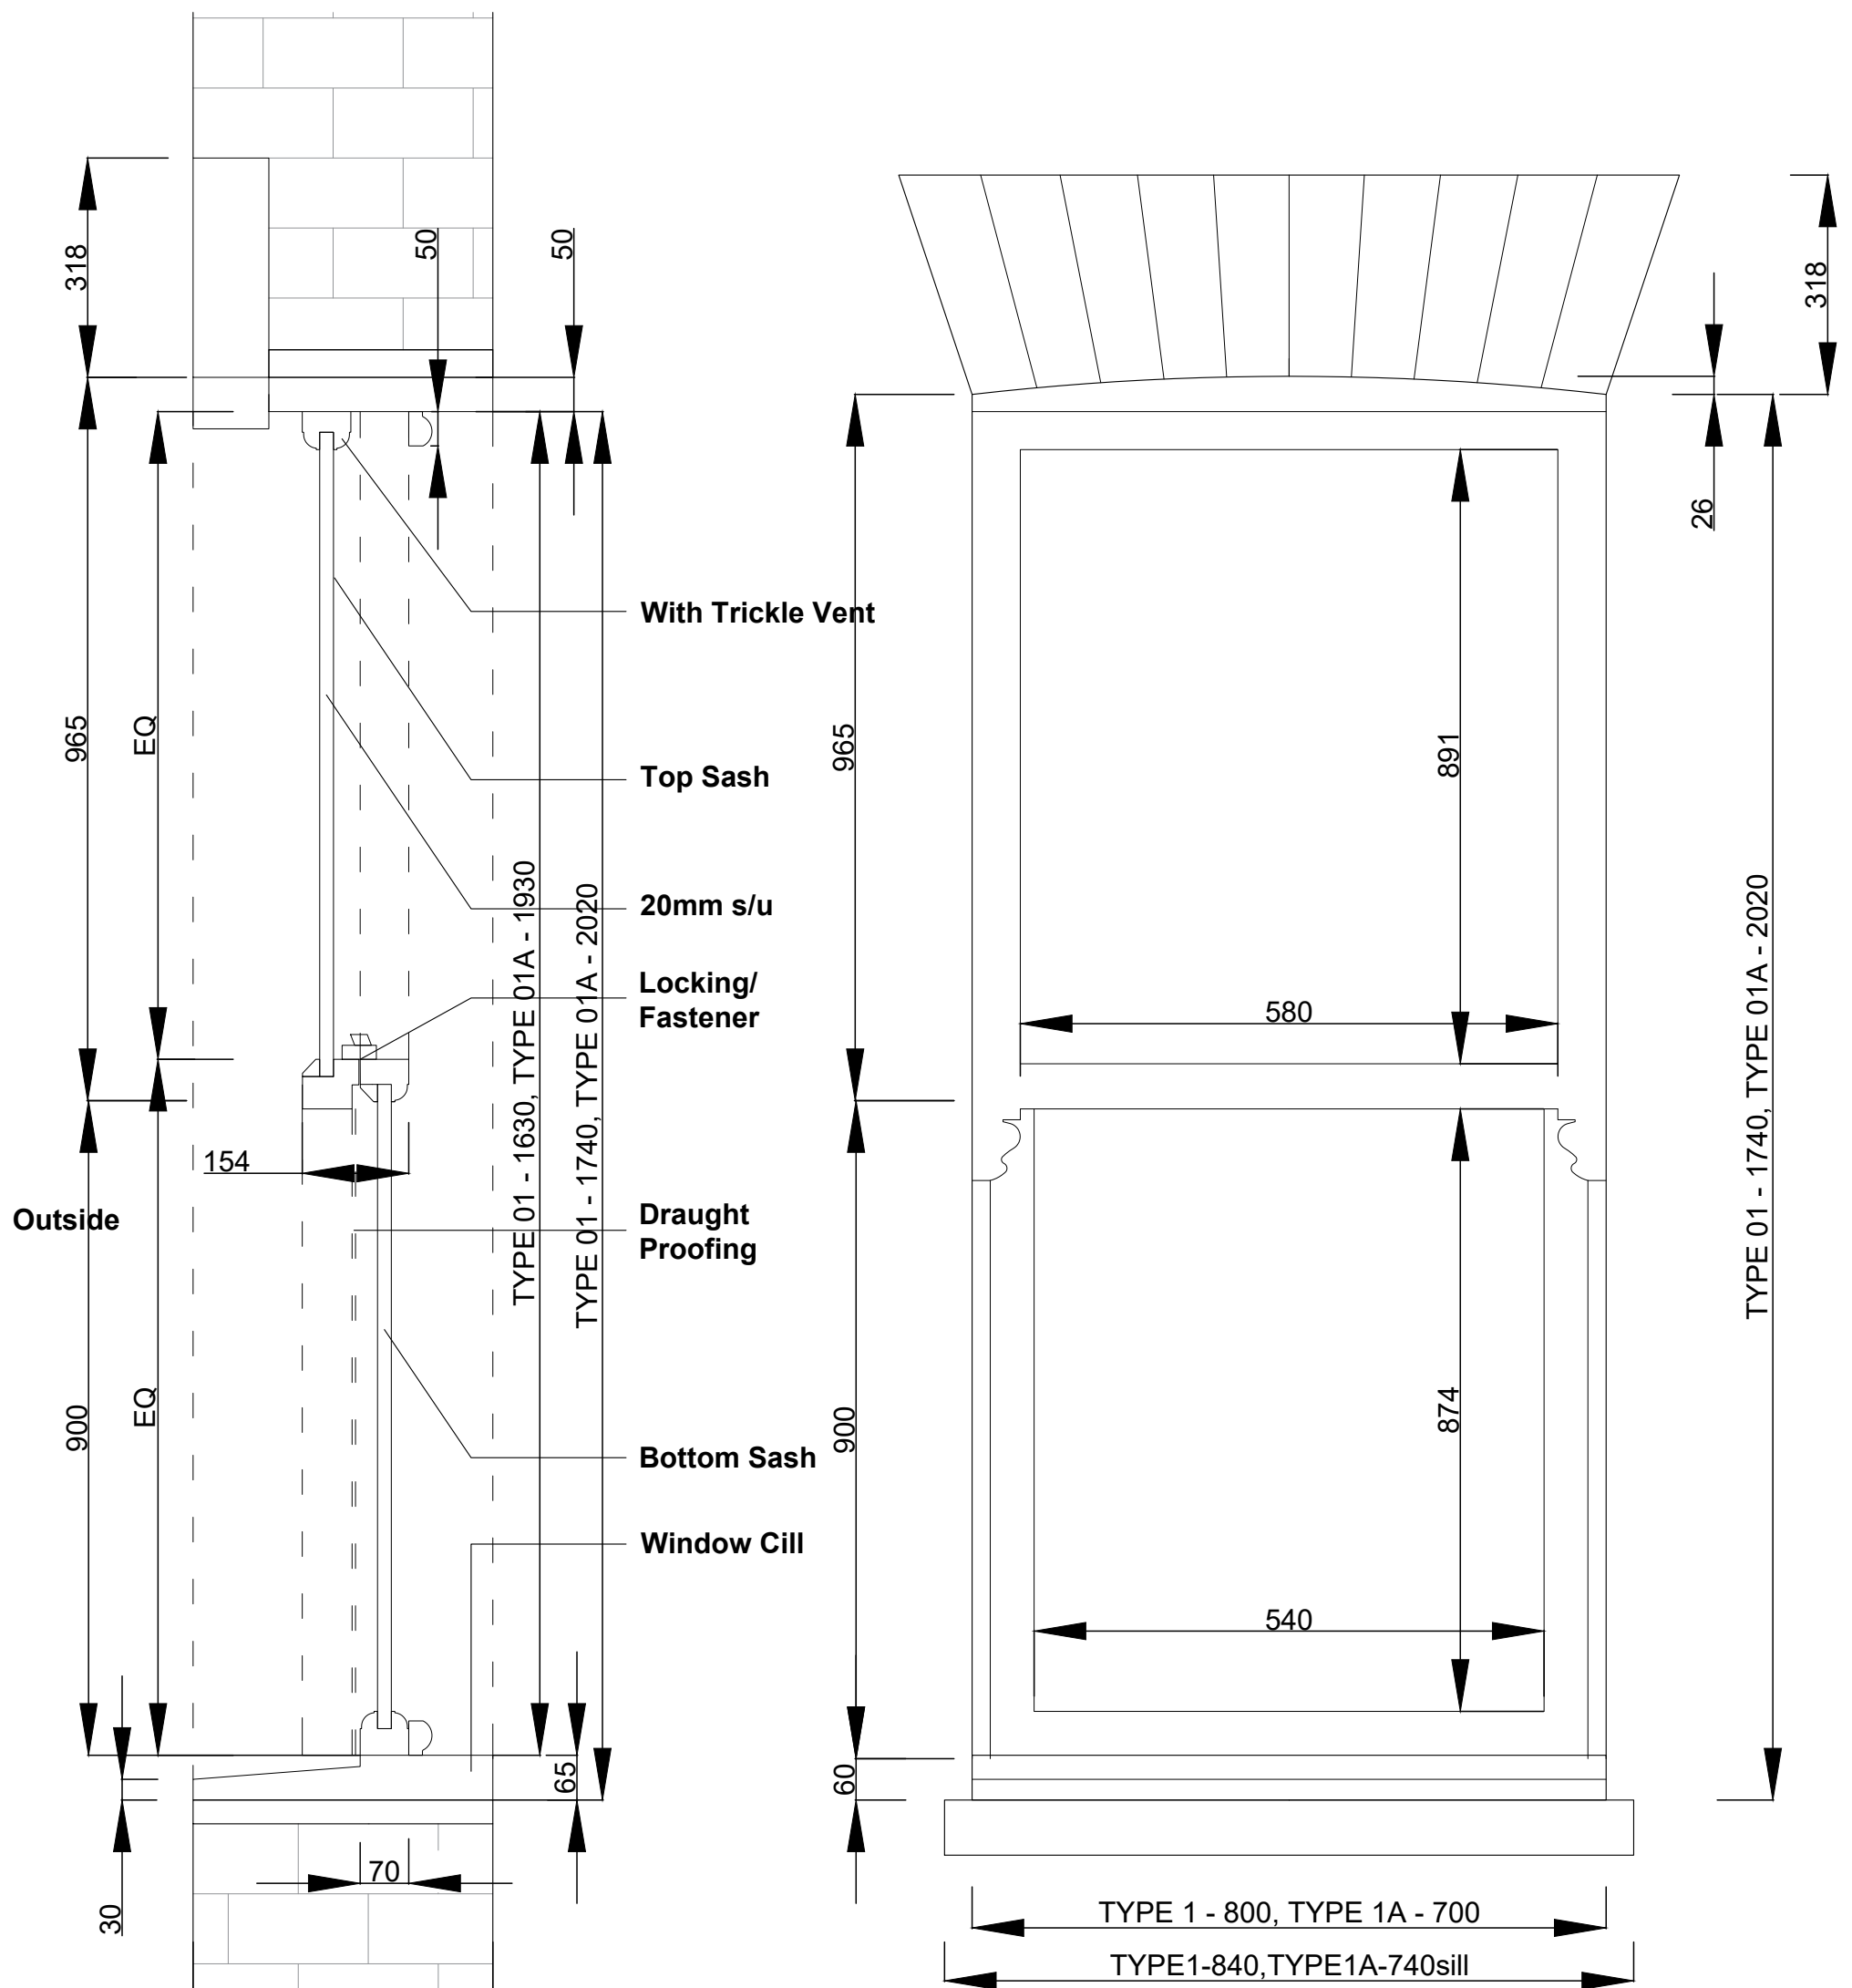 318
50
50
318
26
965
EQ
965
891
With Trickle Vent
Top Sash
20mm s/u
Locking/
Fastener
580
TYPE 01 - 1630, TYPE 01A - 1930
TYPE 01 - 1740, TYPE 01A - 2020
TYPE 01 - 1740, TYPE 01A - 2020
154
Outside
Draught
Proofing
900
EQ
900
874
Bottom Sash
Window Cill
540
65
60
30
70
TYPE 1 - 800, TYPE 1A - 700
TYPE1-840,TYPE1A-740sill